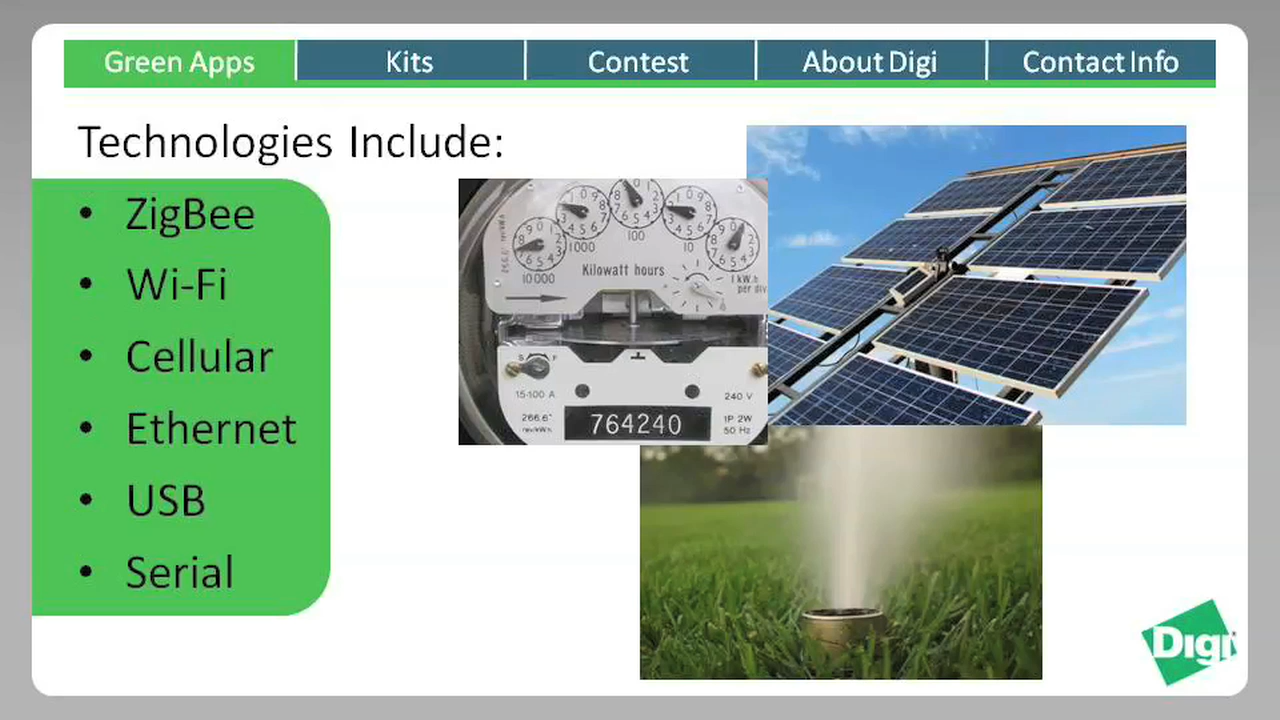 Green Apps
Kits
Contest
About Digi
Contact Info
Technologies Include:
• ZigBee
• Wi-Fi
• Cellular
• Ethernet
• USB
• Serial
10 000
1000
100
10
1 kW.h
per div
Kilowatt hours
S F
15-100 A
240 V
266.6
764240
1P 2W
rev/kWh
50 Hz
Digi